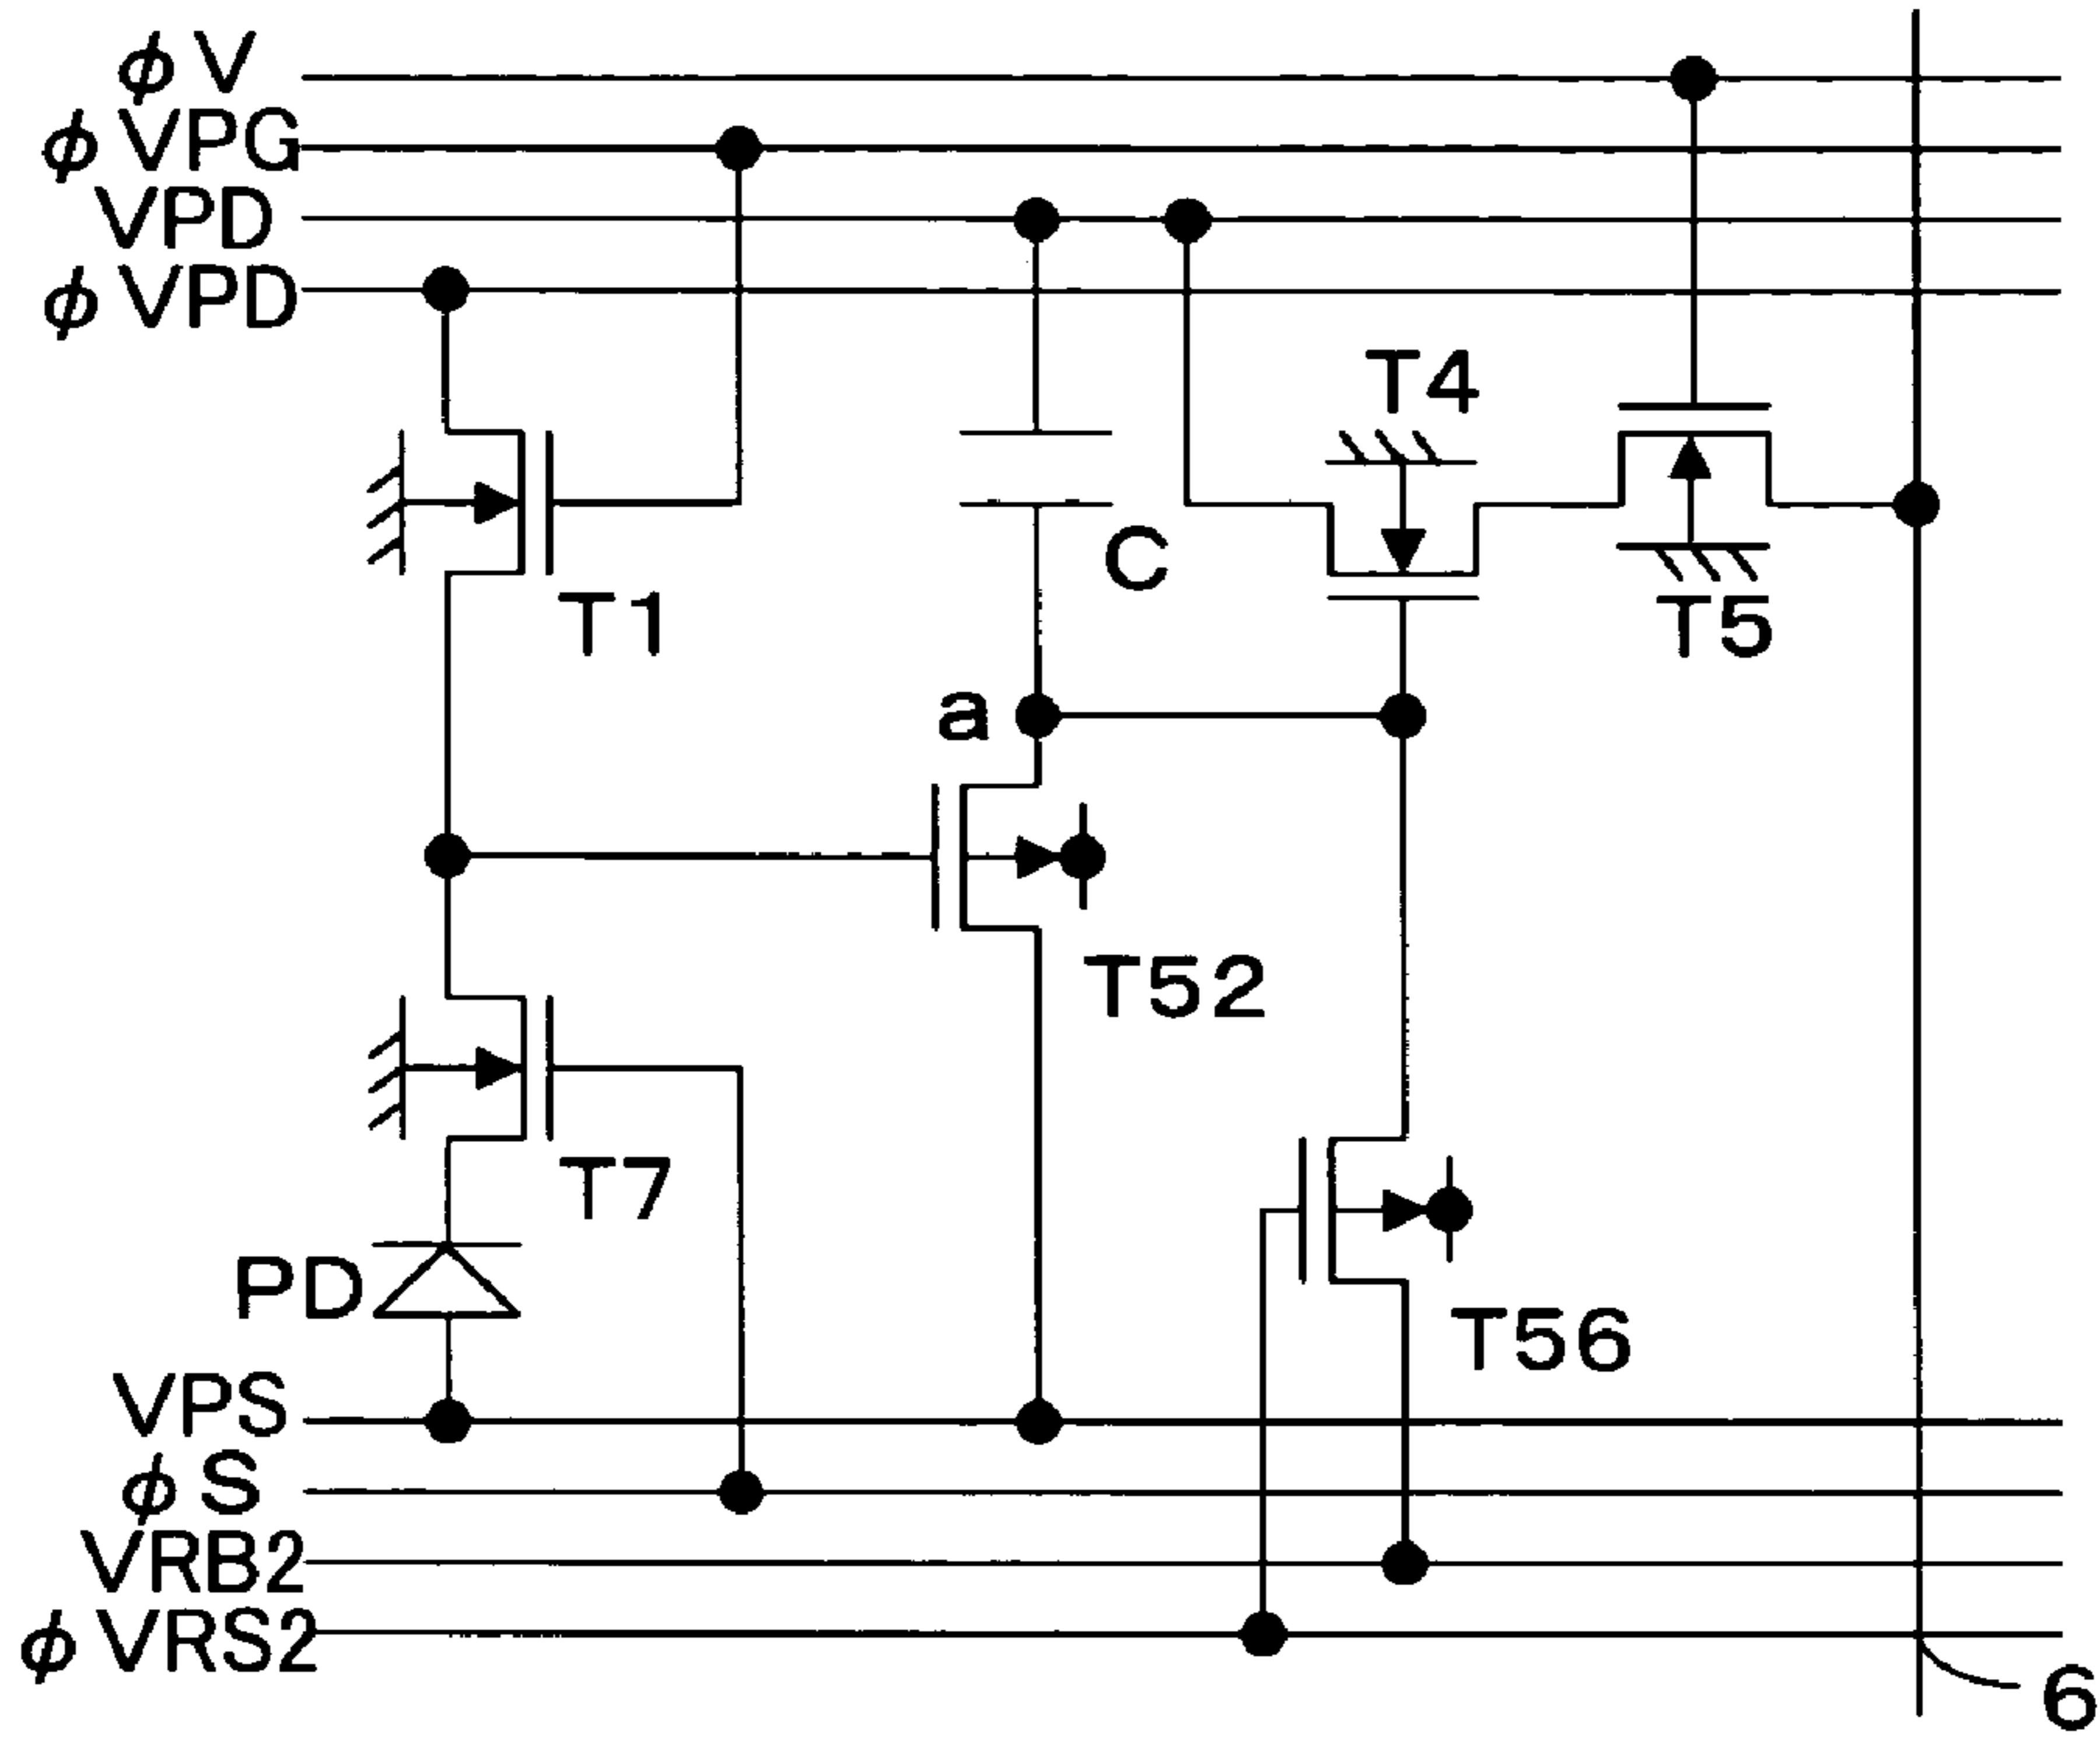 ϕV
ϕVPG
VPD
ϕVPD
T4
C
T1
T5
a
T52
T7
PD
T56
VPS
ϕS
VRB2
ϕVRS2
6